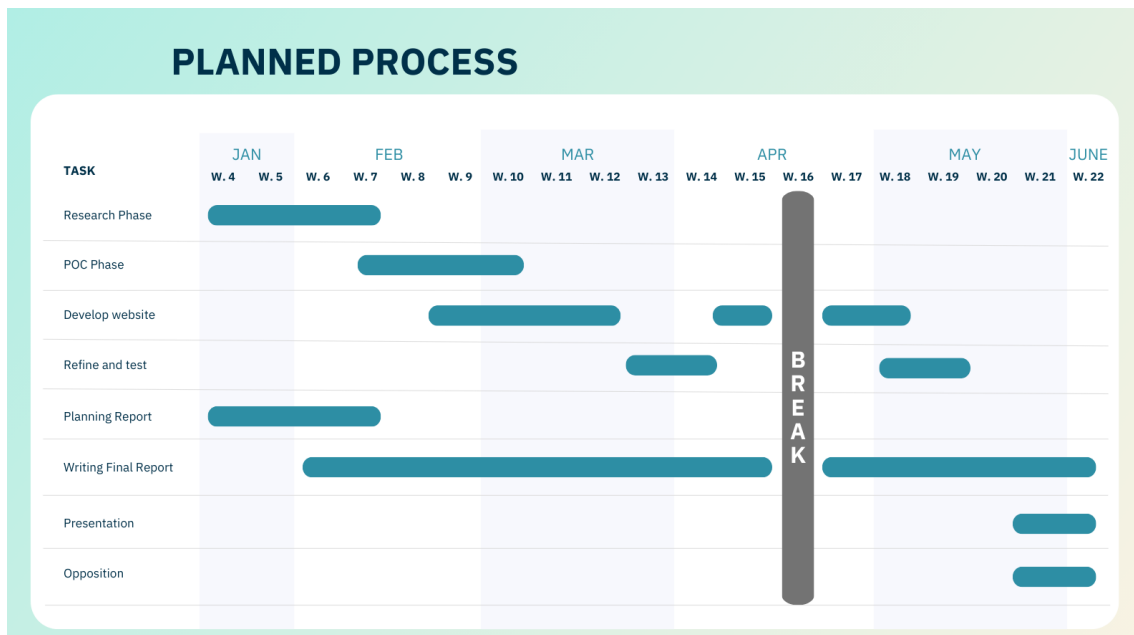 PLANNED PROCESS
JAN FEB MAR APR MAY JUNE
TASK
W. 4 W. 5 W. 6 W. 7 W. 8 W. 9 W. 10 W. 11 W. 12 W. 13 W. 14 W. 15 W. 16 W. 17 W. 18 W. 19 W. 20 W. 21 W. 22
Research Phase
POC Phase
Develop website
Refine and test
Planning Report
Writing Final Report
Presentation
Opposition
BREAK